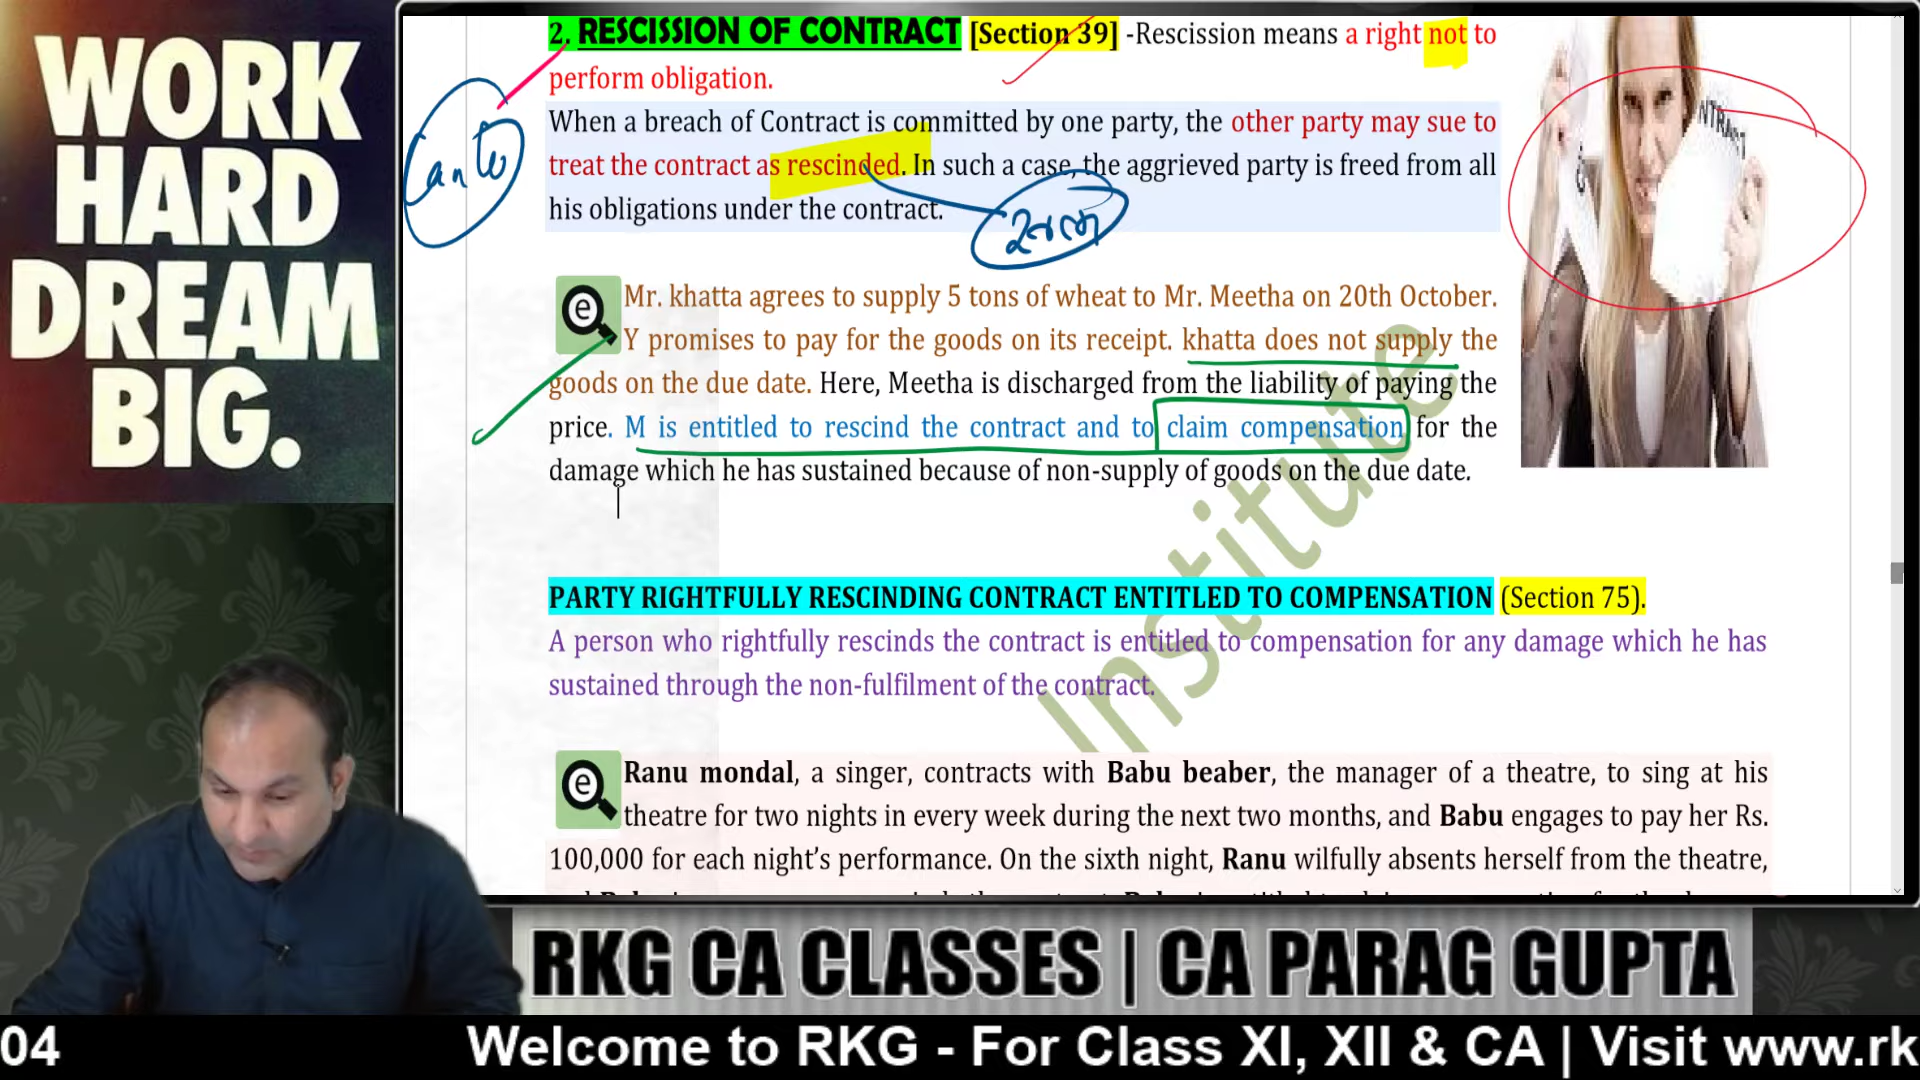 WORK
HARD
DREAM
BIG.
2. RESCISSION OF CONTRACT [Section 39] -Rescission means a right not to
perform obligation.
When a breach of Contract is committed by one party, the other party may sue to
treat the contract as rescinded. In such a case, the aggrieved party is freed from all
his obligations under the contract.
Mr. khatta agrees to supply 5 tons of wheat to Mr. Meetha on 20th October.
Y promises to pay for the goods on its receipt. khatta does not supply the
goods on the due date. Here, Meetha is discharged from the liability of paying the
price. M is entitled to rescind the contract and to claim compensation for the
damage which he has sustained because of non-supply of goods on the due date.
PARTY RIGHTFULLY RESCINDING CONTRACT ENTITLED TO COMPENSATION (Section 75).
A person who rightfully rescinds the contract is entitled to compensation for any damage which he has
sustained through the non-fulfilment of the contract.
Ranu mondal, a singer, contracts with Babu beaber, the manager of a theatre, to sing at his
theatre for two nights in every week during the next two months, and Babu engages to pay her Rs.
100,000 for each night's performance. On the sixth night, Ranu wilfully absents herself from the theatre,
Institute
RKG CA CLASSES | CA PARAG GUPTA
04 Welcome to RKG - For Class XI, XII & CA | Visit www.rk